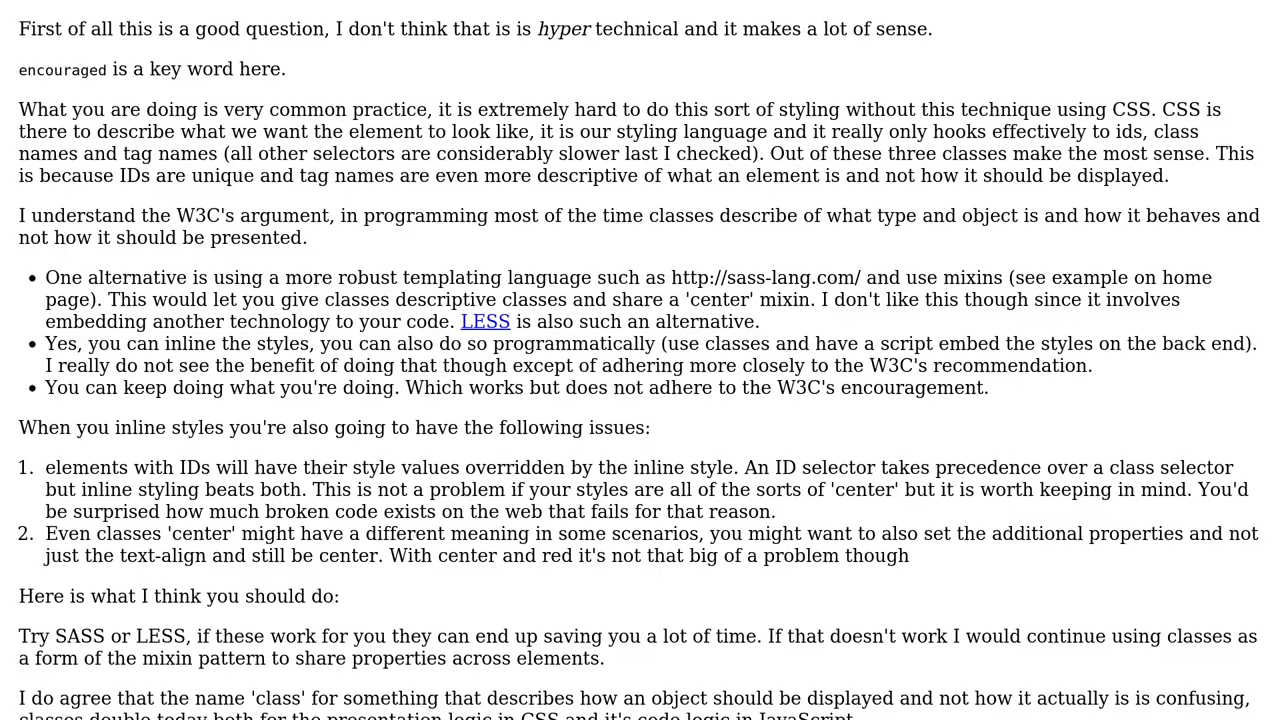 First of all this is a good question, I don't think that is is hyper technical and it makes a lot of sense.
encouraged is a key word here.
What you are doing is very common practice, it is extremely hard to do this sort of styling without this technique using CSS. CSS is
there to describe what we want the element to look like, it is our styling language and it really only hooks effectively to ids, class
names and tag names (all other selectors are considerably slower last I checked). Out of these three classes make the most sense. This
is because IDs are unique and tag names are even more descriptive of what an element is and not how it should be displayed.
I understand the W3C's argument, in programming most of the time classes describe of what type and object is and how it behaves and
not how it should be presented.
• One alternative is using a more robust templating language such as http://sass-lang.com/ and use mixins (see example on home
page). This would let you give classes descriptive classes and share a 'center' mixin. I don't like this though since it involves
embedding another technology to your code. LESS is also such an alternative.
• Yes, you can inline the styles, you can also do so programmatically (use classes and have a script embed the styles on the back end).
I really do not see the benefit of doing that though except of adhering more closely to the W3C's recommendation.
• You can keep doing what you're doing. Which works but does not adhere to the W3C's encouragement.
When you inline styles you're also going to have the following issues:
1. elements with IDs will have their style values overridden by the inline style. An ID selector takes precedence over a class selector
but inline styling beats both. This is not a problem if your styles are all of the sorts of 'center' but it is worth keeping in mind. You'd
be surprised how much broken code exists on the web that fails for that reason.
2. Even classes 'center' might have a different meaning in some scenarios, you might want to also set the additional properties and not
just the text-align and still be center. With center and red it's not that big of a problem though
Here is what I think you should do:
Try SASS or LESS, if these work for you they can end up saving you a lot of time. If that doesn't work I would continue using classes as
a form of the mixin pattern to share properties across elements.
I do agree that the name 'class' for something that describes how an object should be displayed and not how it actually is is confusing,
classes double today both for the presentation logic in CSS and it's code logic in JavaScript.